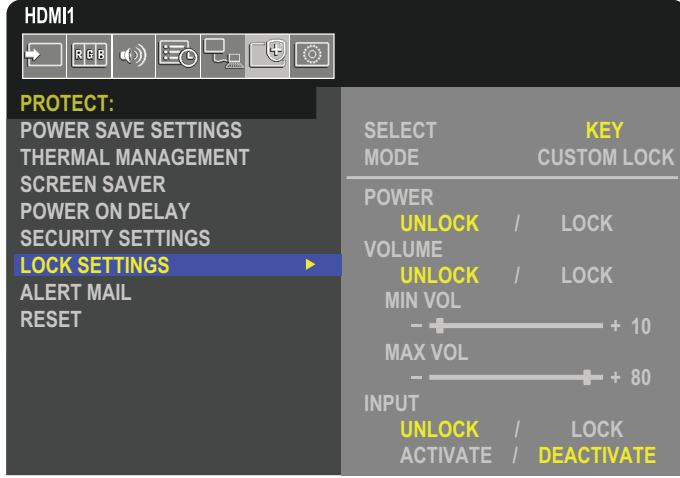 HDMI1
RGB
PROTECT:
POWER SAVE SETTINGS
THERMAL MANAGEMENT
SCREEN SAVER
POWER ON DELAY
SECURITY SETTINGS
LOCK SETTINGS
ALERT MAIL
RESET
SELECT KEY
MODE CUSTOM LOCK
POWER
UNLOCK / LOCK
VOLUME
UNLOCK / LOCK
MIN VOL
- + 10
MAX VOL
- + 80
INPUT
UNLOCK / LOCK
ACTIVATE / DEACTIVATE